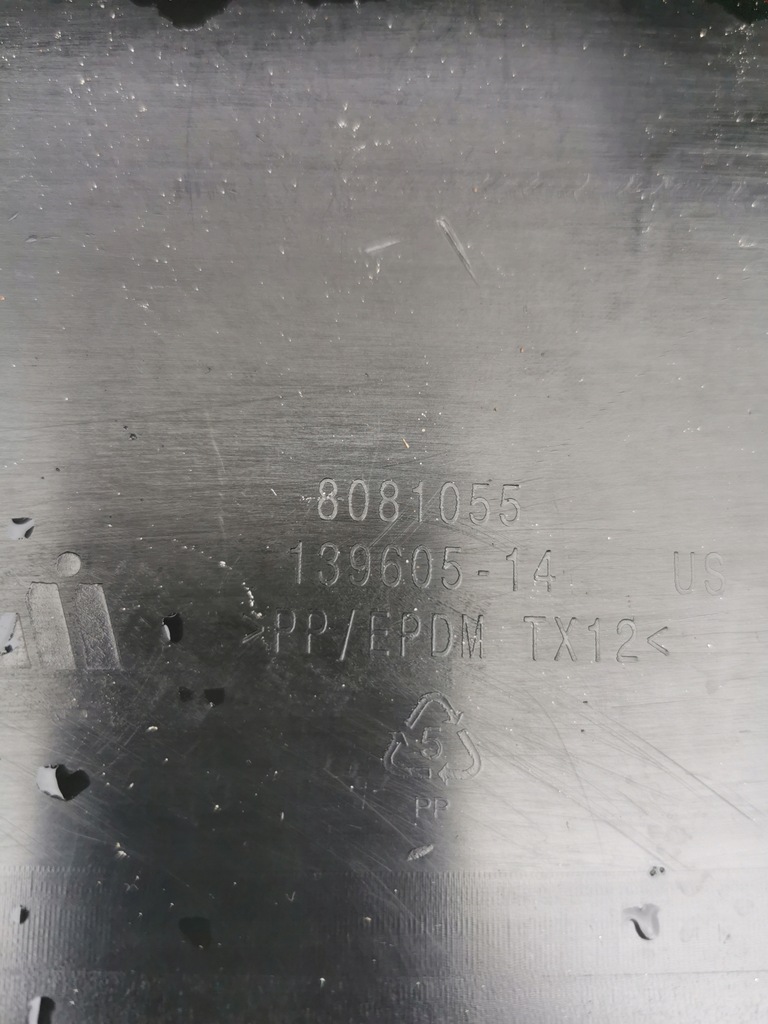 8081055
139605-14 US
>PP/EPDM TX12<
5
PP